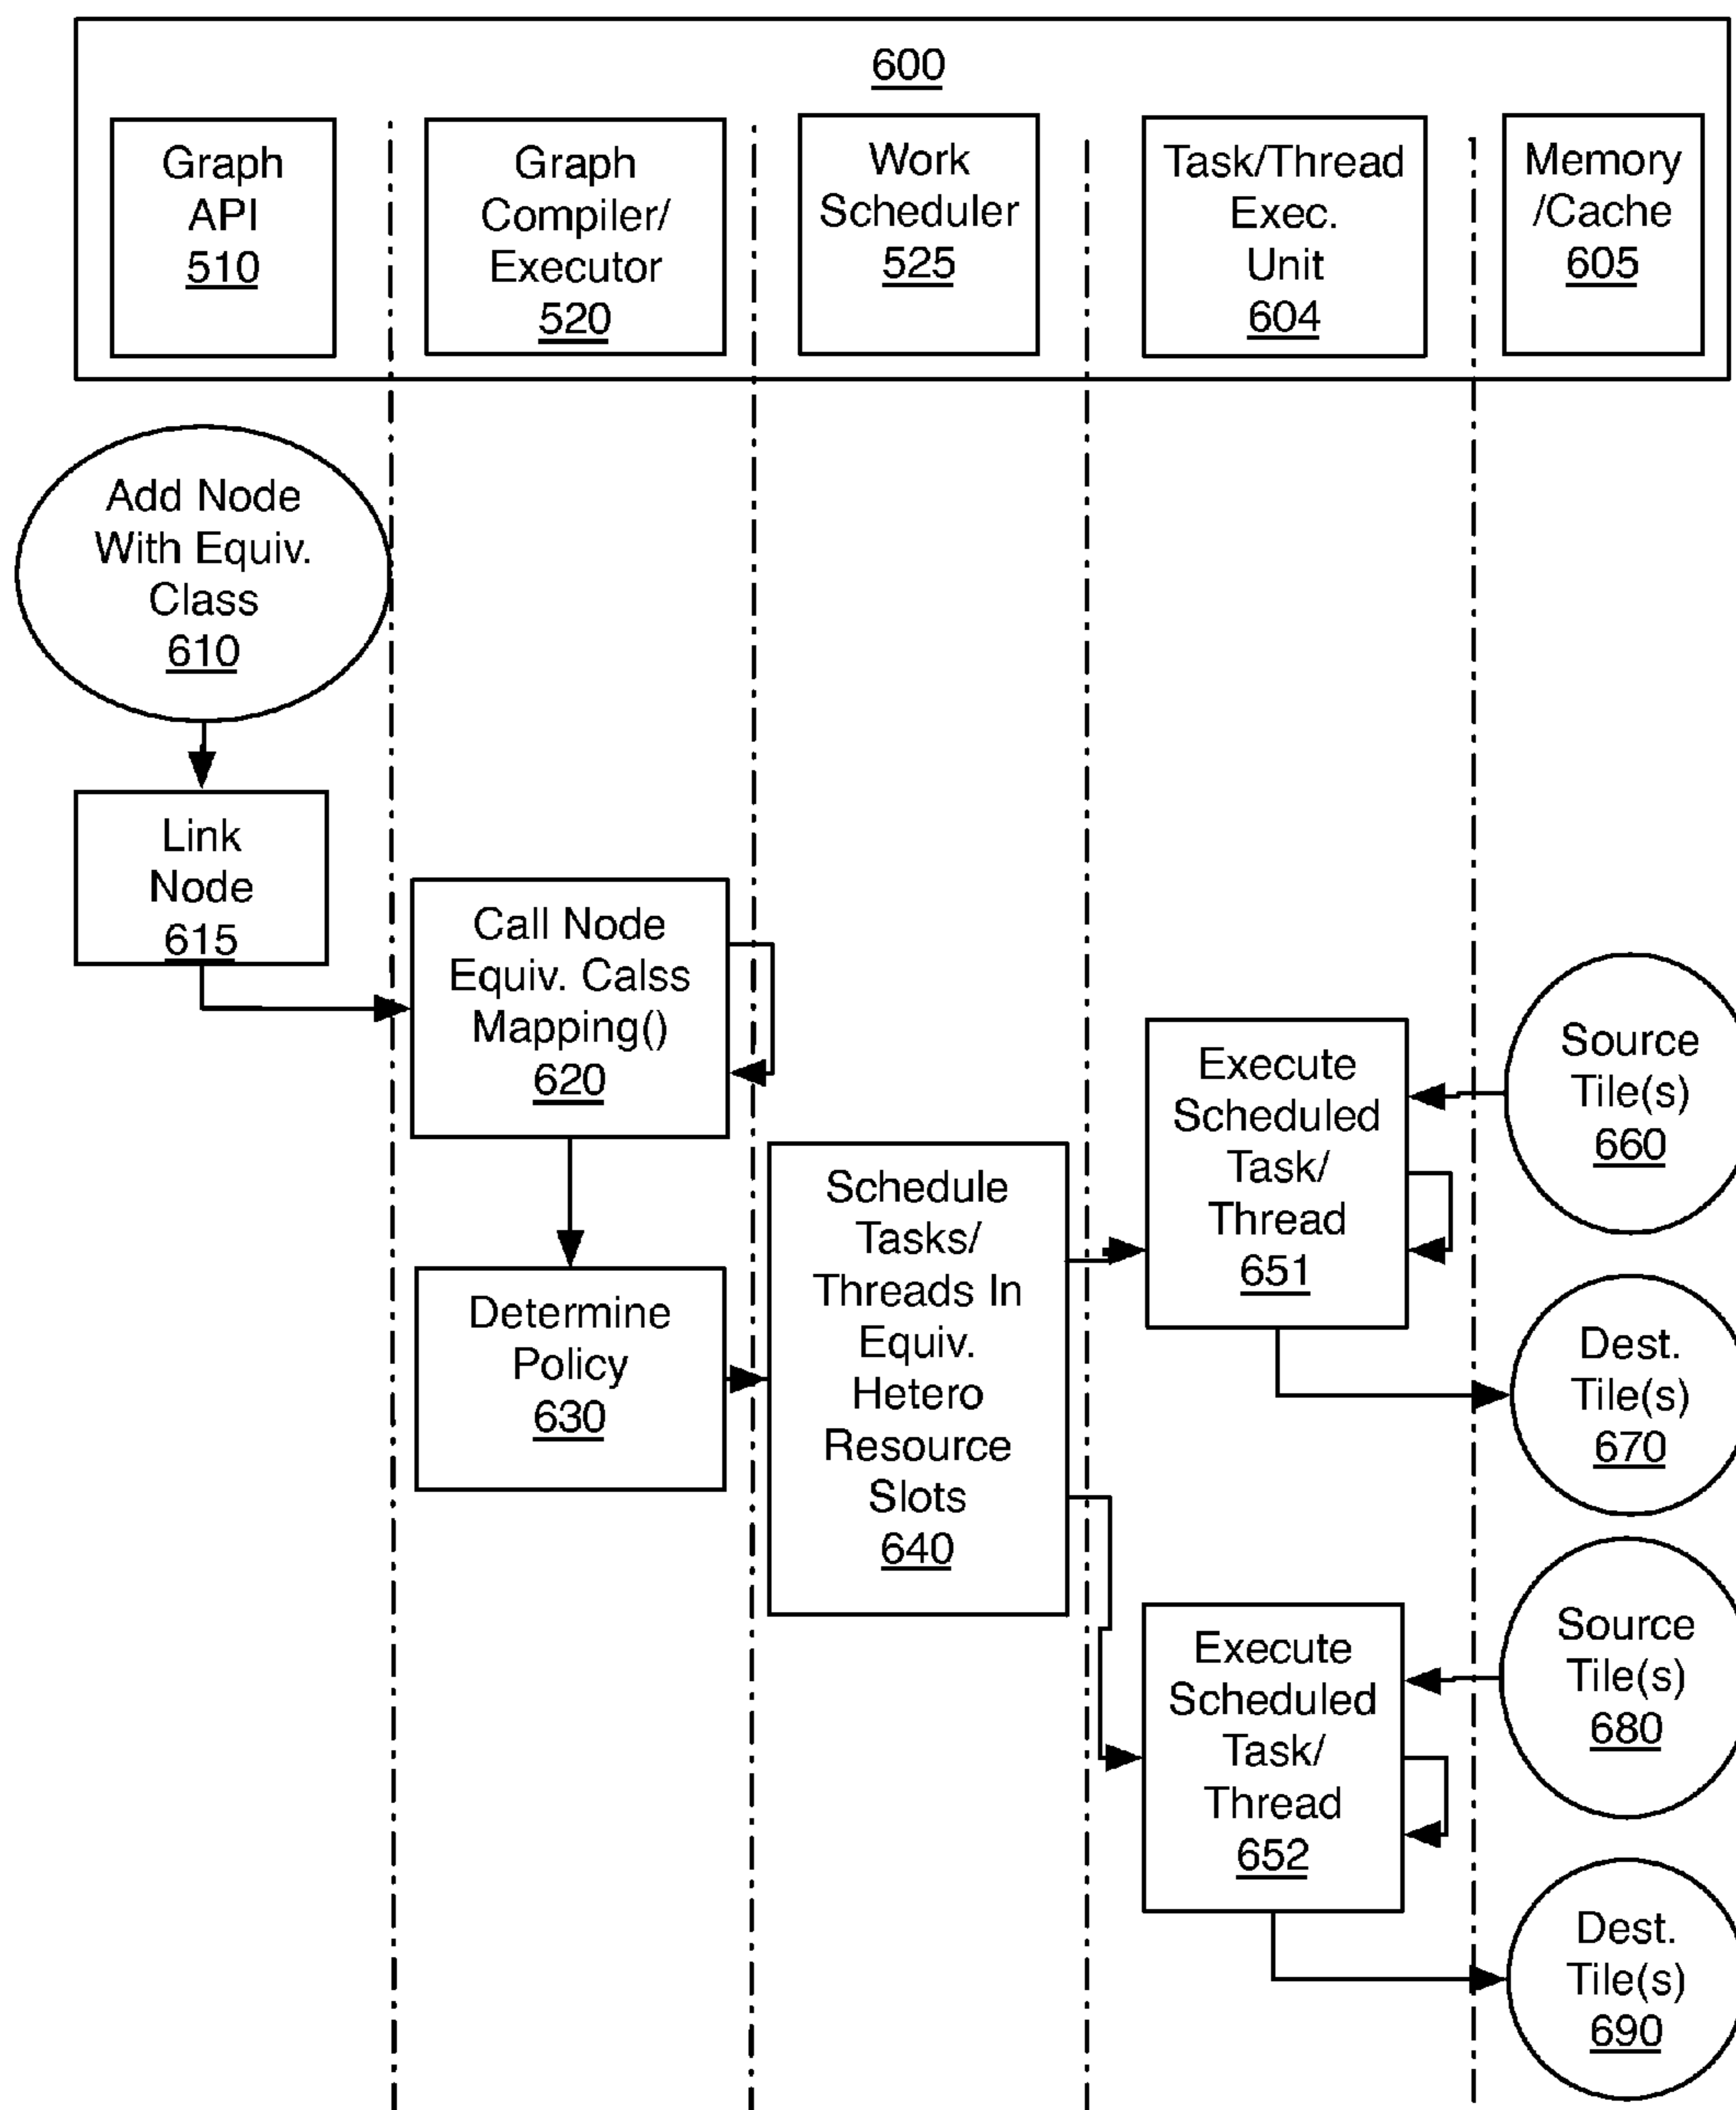 600
Graph
API
510
Graph
Compiler/
Executor
520
Work
Scheduler
525
Task/Thread
Exec.
Unit
604
Memory
/Cache
605
Add Node
With Equiv.
Class
610
Link
Node
615
Call Node
Equiv. Calss
Mapping()
620
Determine
Policy
630
Schedule
Tasks/
Threads In
Equiv.
Hetero
Resource
Slots
640
Execute
Scheduled
Task/
Thread
651
Source
Tile(s)
660
Dest.
Tile(s)
670
Execute
Scheduled
Task/
Thread
652
Source
Tile(s)
680
Dest.
Tile(s)
690